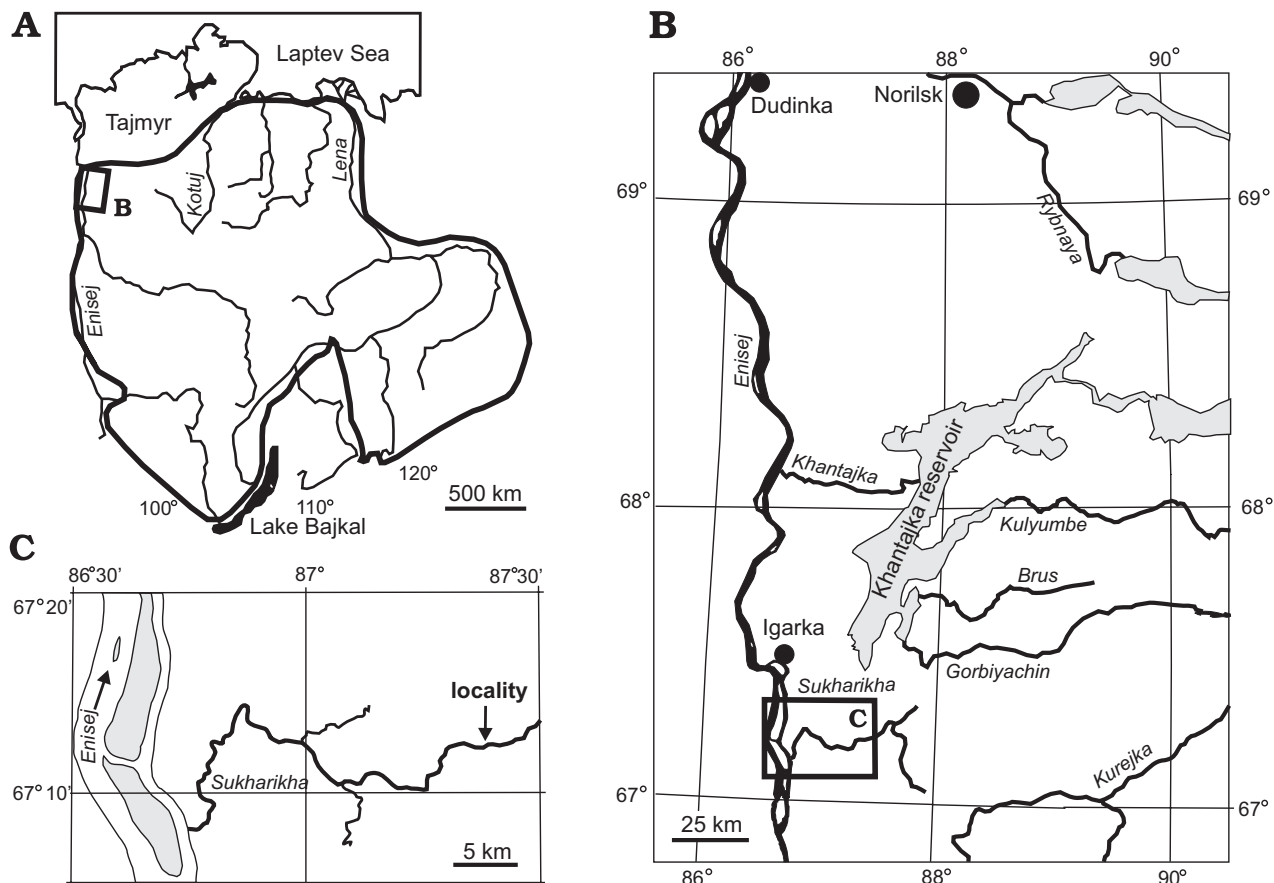 A
Laptev Sea
Tajmyr
Kotuj
Lena
B
Enisej
100°
110°
120°
500 km
Lake Bajkal
B
86°
88°
90°
Dudinka
Norilsk
69°
69°
Rybnaya
Enisej
Khantajka
Khantajka reservoir
68°
68°
Kulyumbe
Brus
Igarka
Gorbiyachin
Sukharikha
C
Kurejka
67°
67°
25 km
86°
88°
90°
C
86°30'
87°
87°30'
67°20'
locality
Enisej
Sukharikha
67°10'
5 km